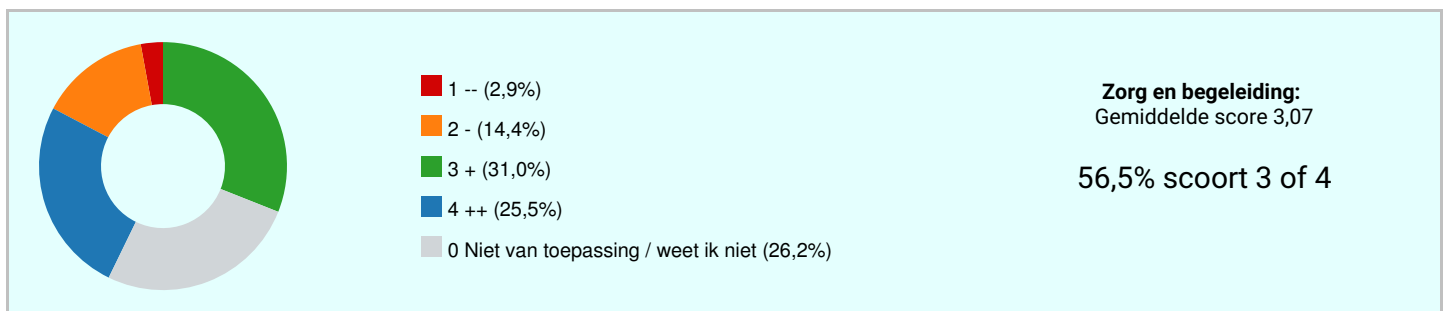 1 -- (2,9%)
2 - (14,4%)
3 + (31,0%)
4 ++ (25,5%)
0 Niet van toepassing / weet ik niet (26,2%)
Zorg en begeleiding:
Gemiddelde score 3,07
56,5% scoort 3 of 4